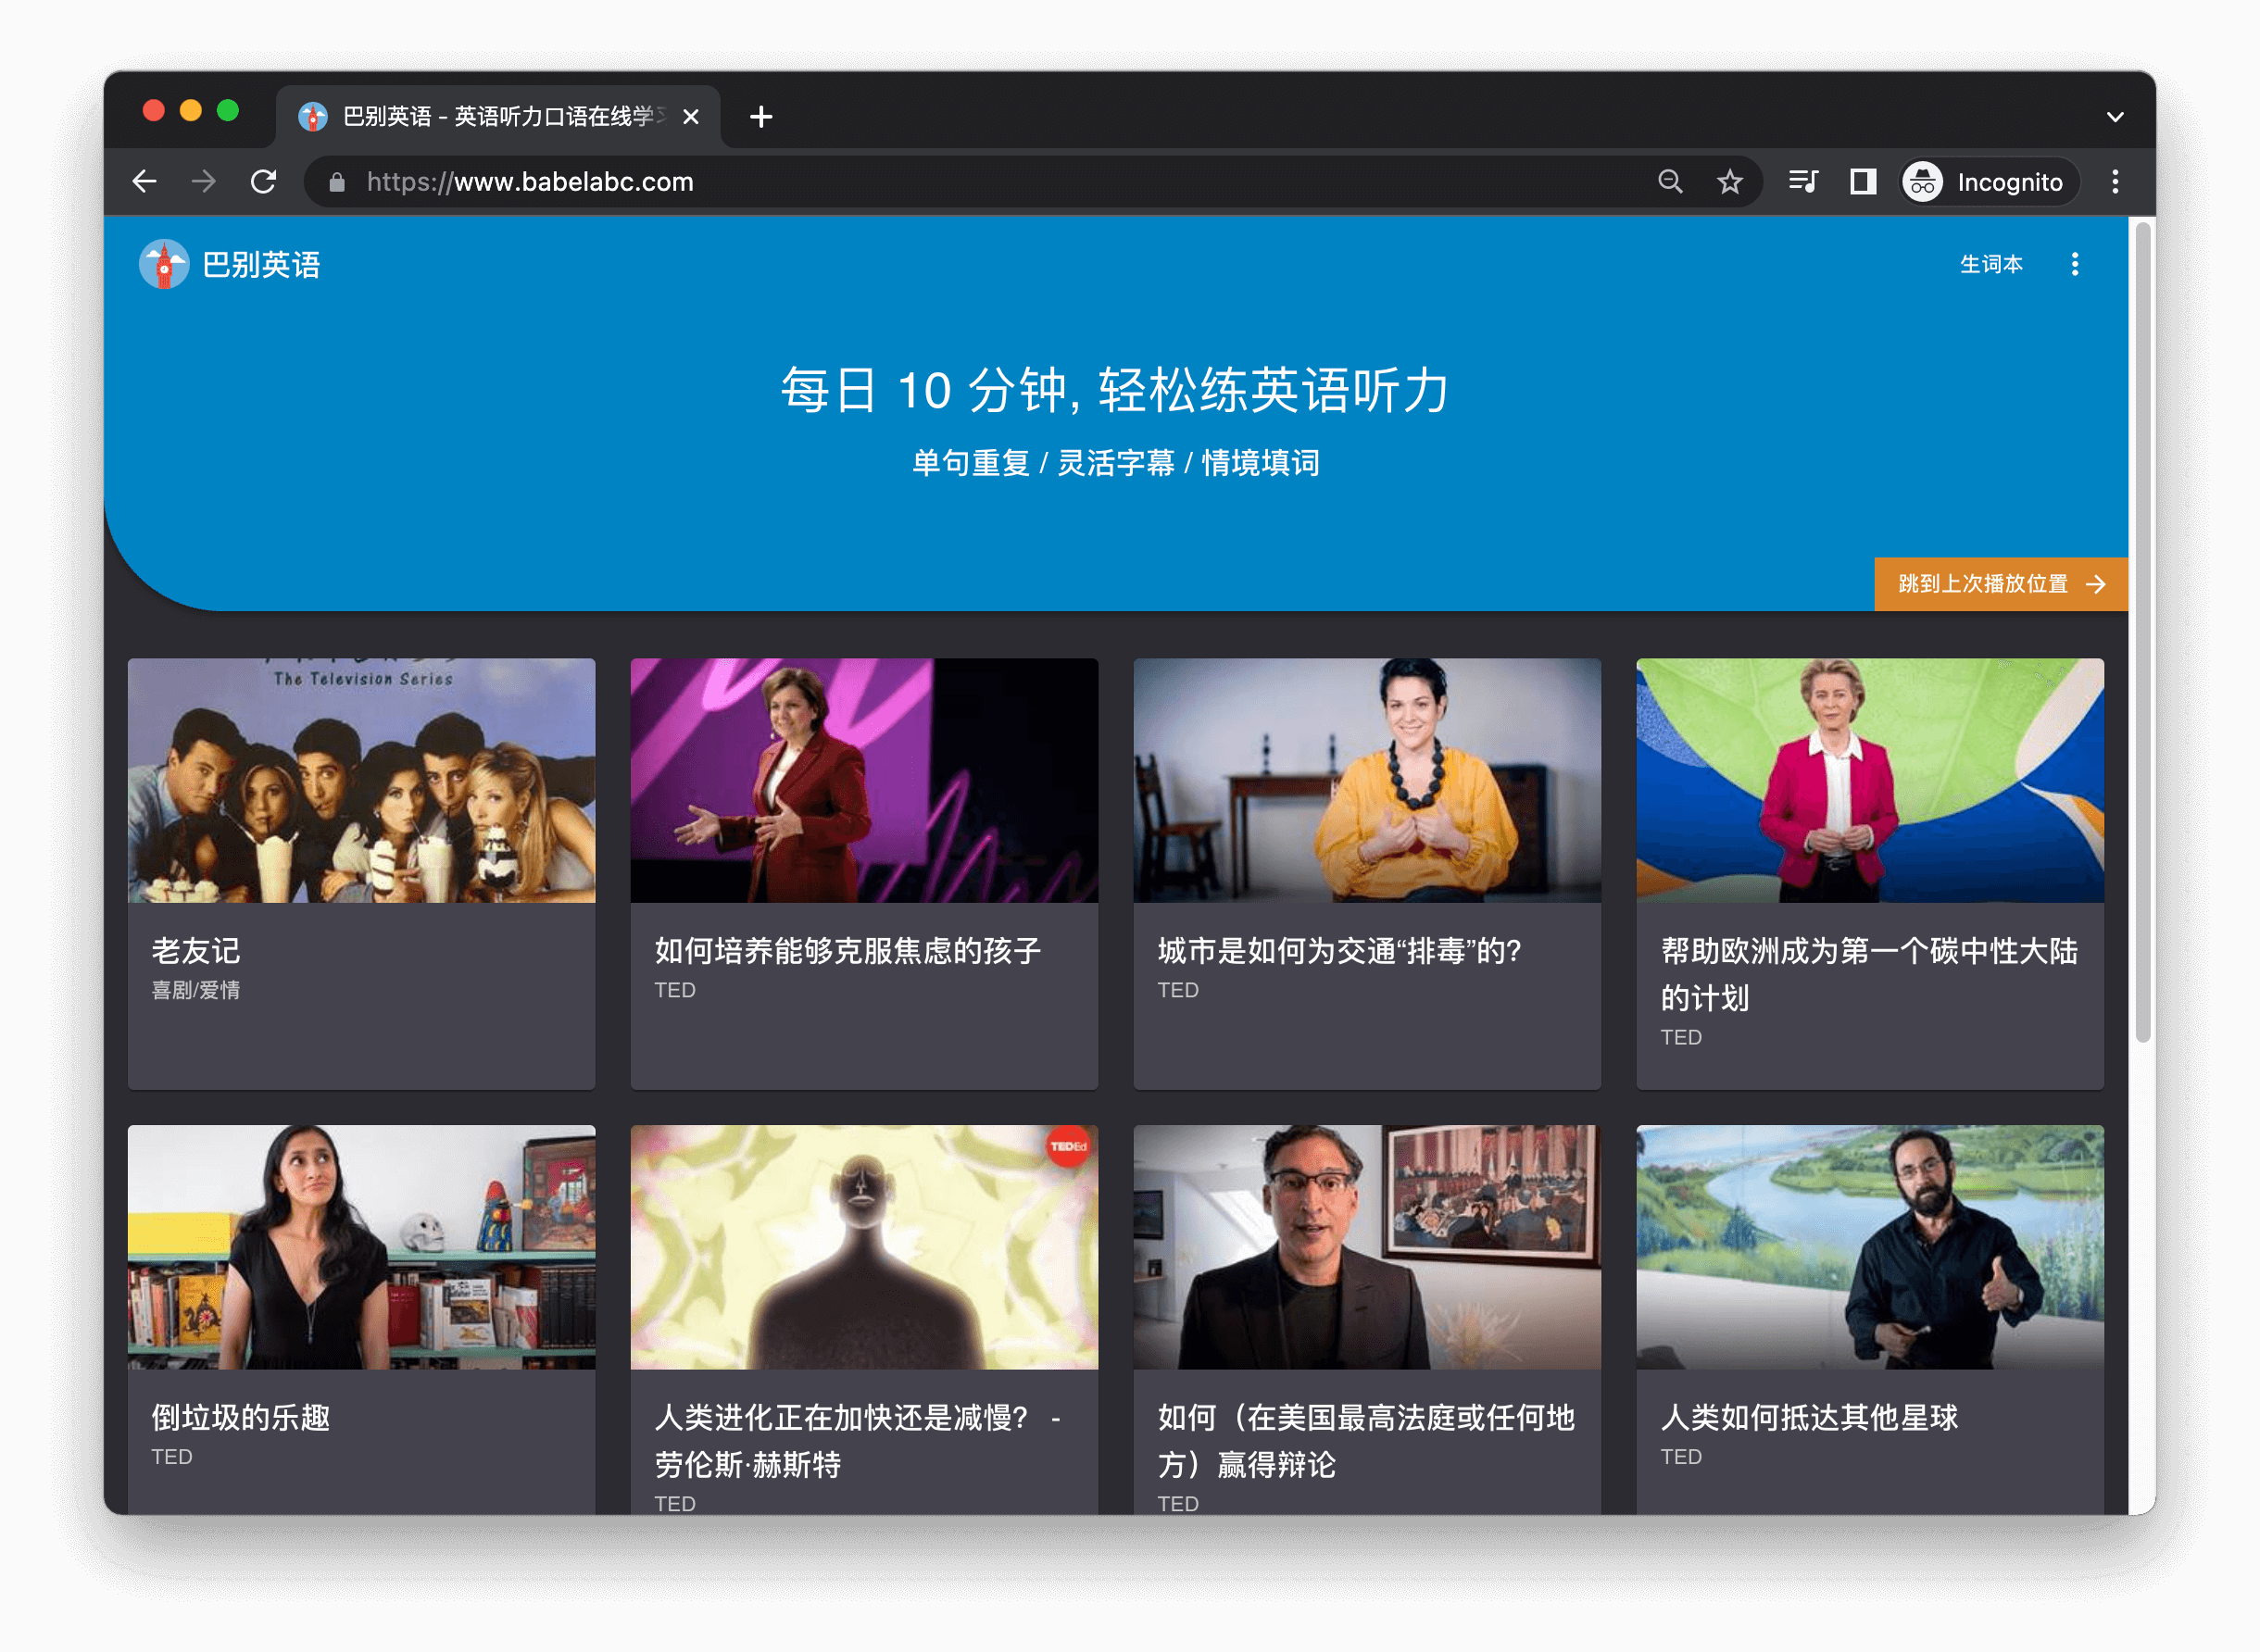 巴别英语 - 英语听力口语在线学
https://www.babelabc.com
Incognito
巴别英语
生词本
每日 10 分钟, 轻松练英语听力
单句重复 / 灵活字幕 / 情境填词
跳到上次播放位置
The Television Series
老友记
喜剧/爱情
如何培养能够克服焦虑的孩子
TED
城市是如何为交通“排毒”的?
TED
帮助欧洲成为第一个碳中性大陆
的计划
TED
TEDEd
倒垃圾的乐趣
TED
人类进化正在加快还是减慢? -
劳伦斯·赫斯特
TED
如何（在美国最高法庭或任何地
方）赢得辩论
TED
人类如何抵达其他星球
TED